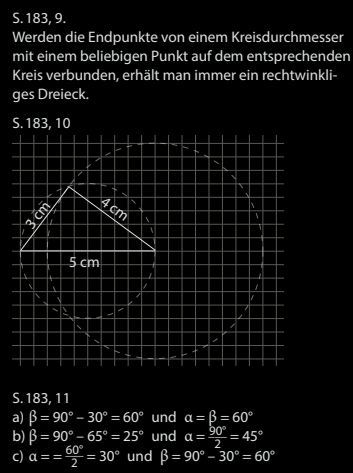 S. 183, 9.
Werden die Endpunkte von einem Kreisdurchmesser
mit einem beliebigen Punkt auf dem entsprechenden
Kreis verbunden, erhält man immer ein rechtwinkli-
ges Dreieck.
S. 183, 10
3 cm
4 cm
5 cm
S. 183, 11
a) β = 90° – 30° = 60° und α = β = 60°
b) β = 90° – 65° = 25° und α = 90°/2 = 45°
c) α = = 60°/2 = 30° und β = 90° – 30° = 60°